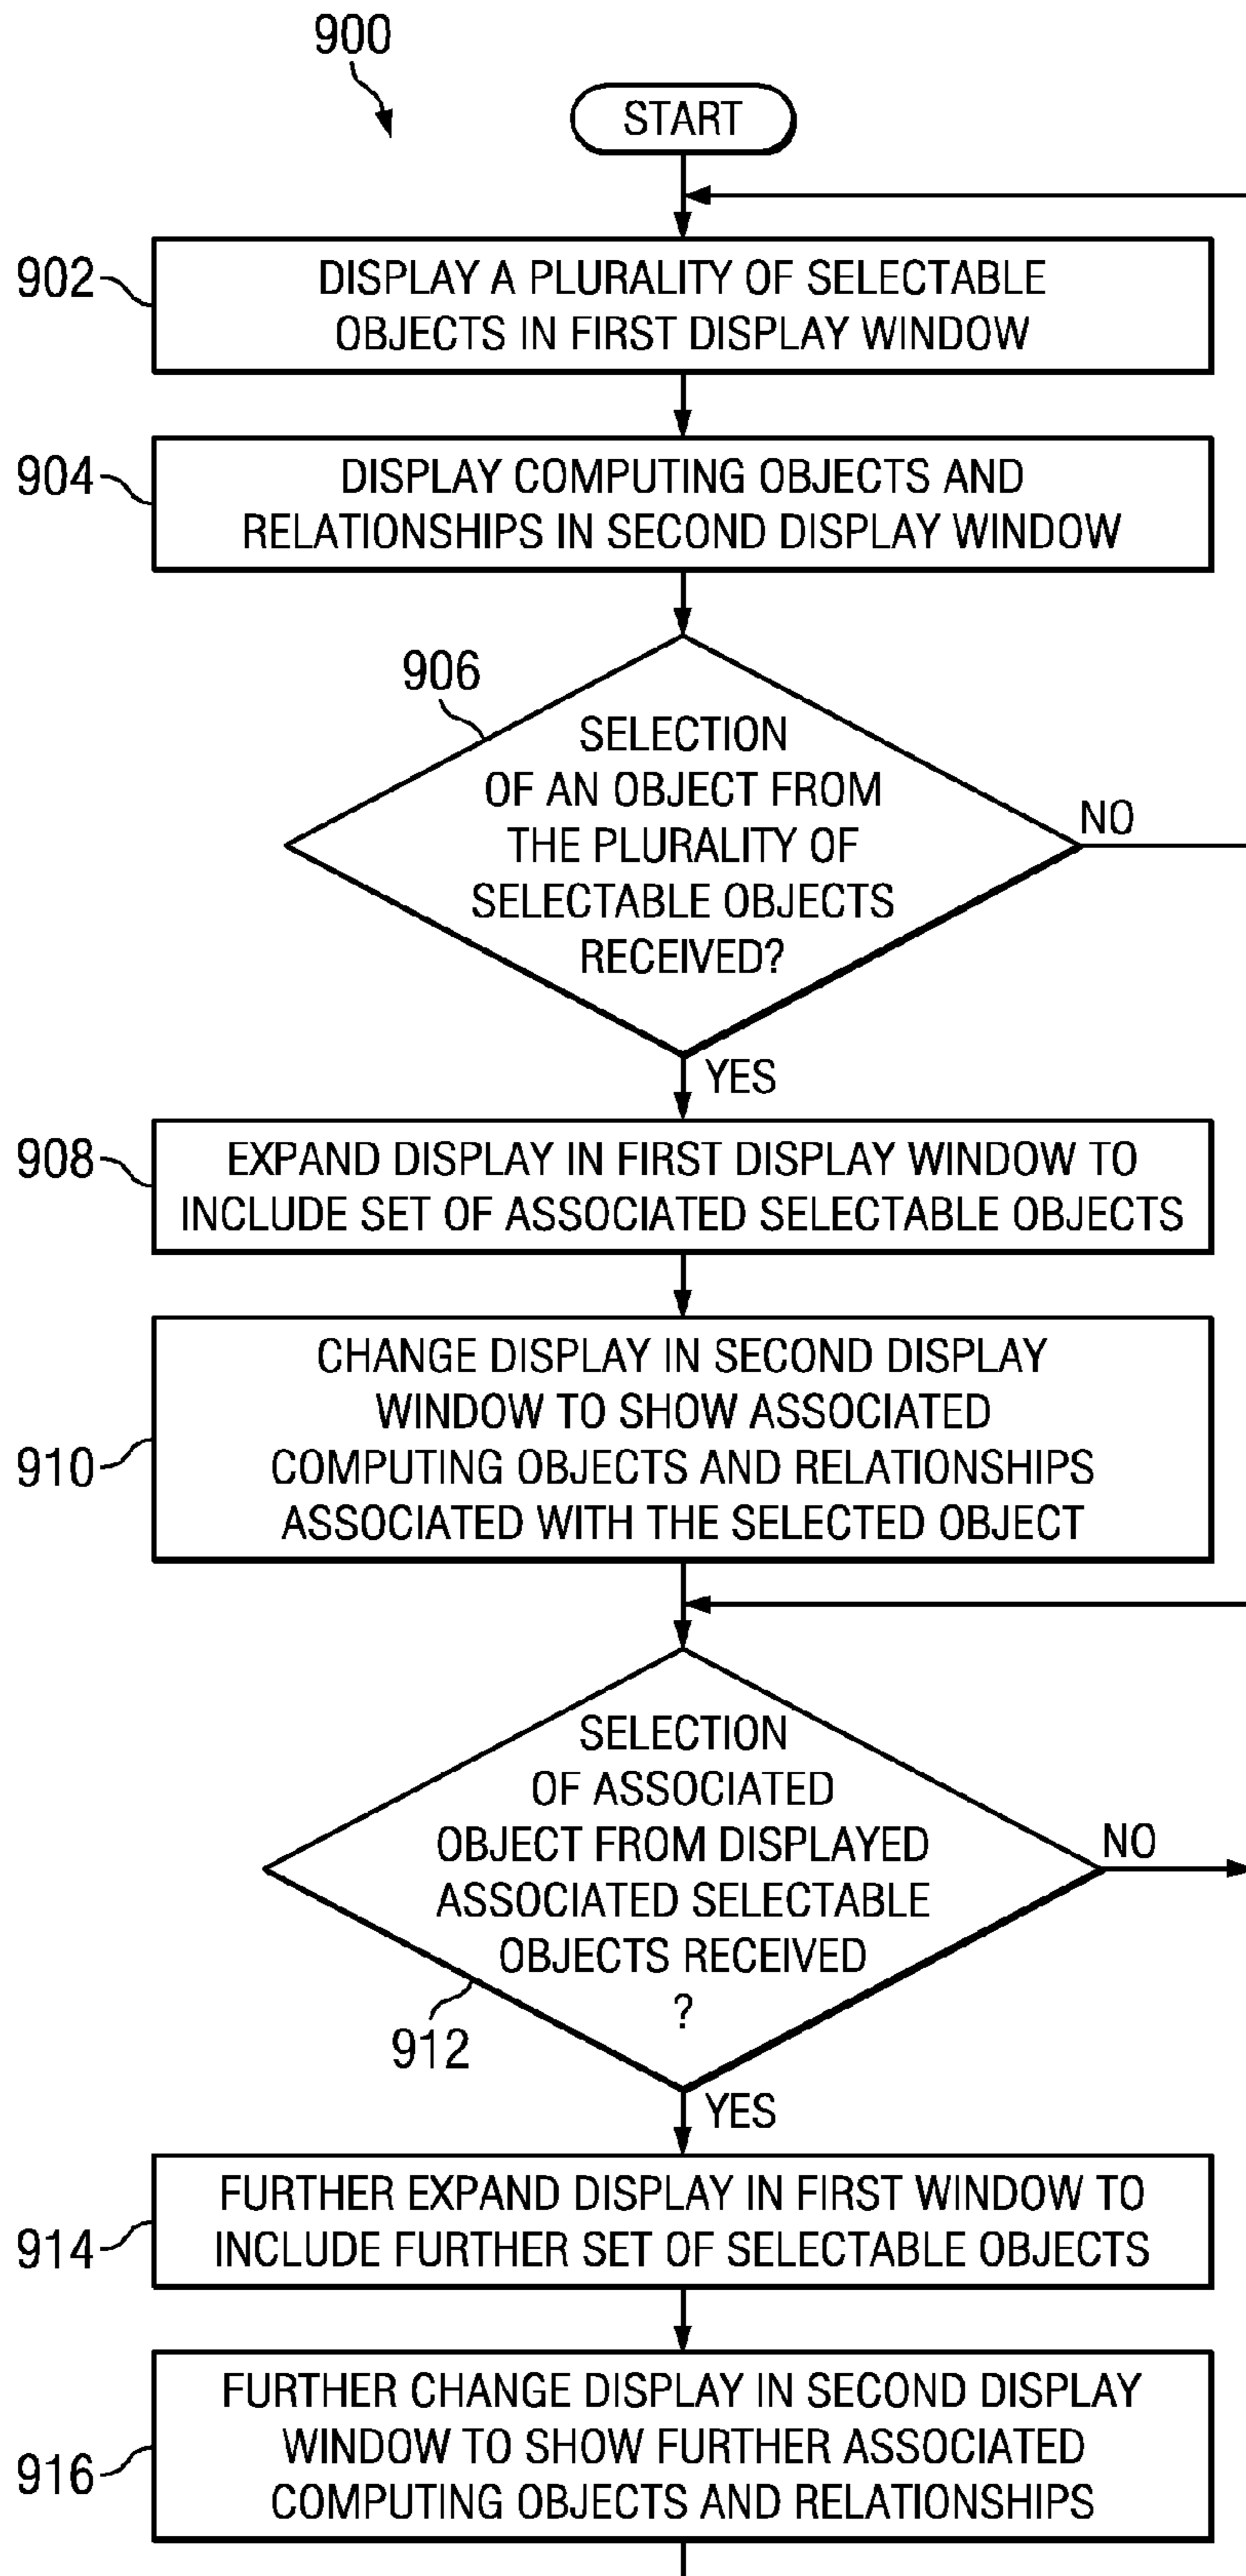 900
START
902
DISPLAY A PLURALITY OF SELECTABLE
OBJECTS IN FIRST DISPLAY WINDOW
904
DISPLAY COMPUTING OBJECTS AND
RELATIONSHIPS IN SECOND DISPLAY WINDOW
906
SELECTION
OF AN OBJECT FROM
THE PLURALITY OF
SELECTABLE OBJECTS
RECEIVED?
NO
YES
908
EXPAND DISPLAY IN FIRST DISPLAY WINDOW TO
INCLUDE SET OF ASSOCIATED SELECTABLE OBJECTS
910
CHANGE DISPLAY IN SECOND DISPLAY
WINDOW TO SHOW ASSOCIATED
COMPUTING OBJECTS AND RELATIONSHIPS
ASSOCIATED WITH THE SELECTED OBJECT
SELECTION
OF ASSOCIATED
OBJECT FROM DISPLAYED
ASSOCIATED SELECTABLE
OBJECTS RECEIVED
?
NO
912
YES
914
FURTHER EXPAND DISPLAY IN FIRST WINDOW TO
INCLUDE FURTHER SET OF SELECTABLE OBJECTS
916
FURTHER CHANGE DISPLAY IN SECOND DISPLAY
WINDOW TO SHOW FURTHER ASSOCIATED
COMPUTING OBJECTS AND RELATIONSHIPS